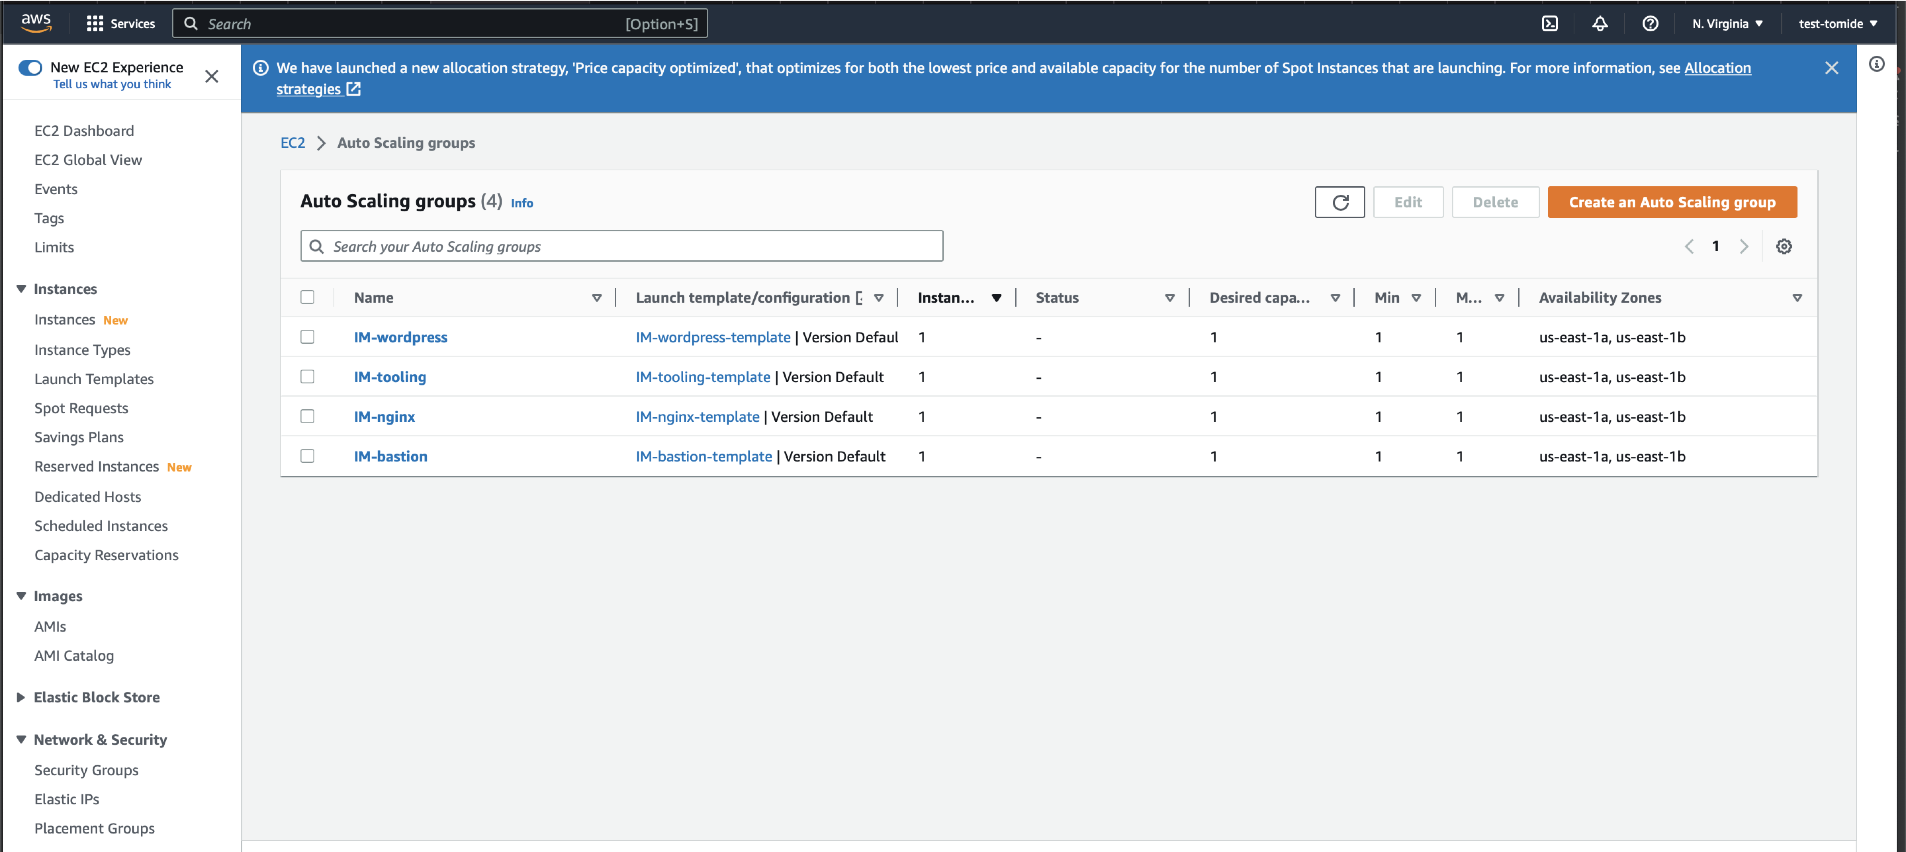 aws
Services
Search
[Option+S]
N. Virginia
test-tomide
New EC2 Experience
Tell us what you think
We have launched a new allocation strategy, 'Price capacity optimized', that optimizes for both the lowest price and available capacity for the number of Spot Instances that are launching. For more information, see Allocation
strategies
EC2 Dashboard
EC2 Global View
Events
Tags
Limits
Instances
Instances New
Instance Types
Launch Templates
Spot Requests
Savings Plans
Reserved Instances New
Dedicated Hosts
Scheduled Instances
Capacity Reservations
Images
AMIs
AMI Catalog
Elastic Block Store
Network & Security
Security Groups
Elastic IPs
Placement Groups
EC2 > Auto Scaling groups
Auto Scaling groups (4) Info
Edit
Delete
Create an Auto Scaling group
Search your Auto Scaling groups
1
Name Launch template/configuration Instan... Status Desired capa... Min M... Availability Zones
IM-wordpress IM-wordpress-template | Version Defaul 1 - 1 1 1 us-east-1a, us-east-1b
IM-tooling IM-tooling-template | Version Default 1 - 1 1 1 us-east-1a, us-east-1b
IM-nginx IM-nginx-template | Version Default 1 - 1 1 1 us-east-1a, us-east-1b
IM-bastion IM-bastion-template | Version Default 1 - 1 1 1 us-east-1a, us-east-1b